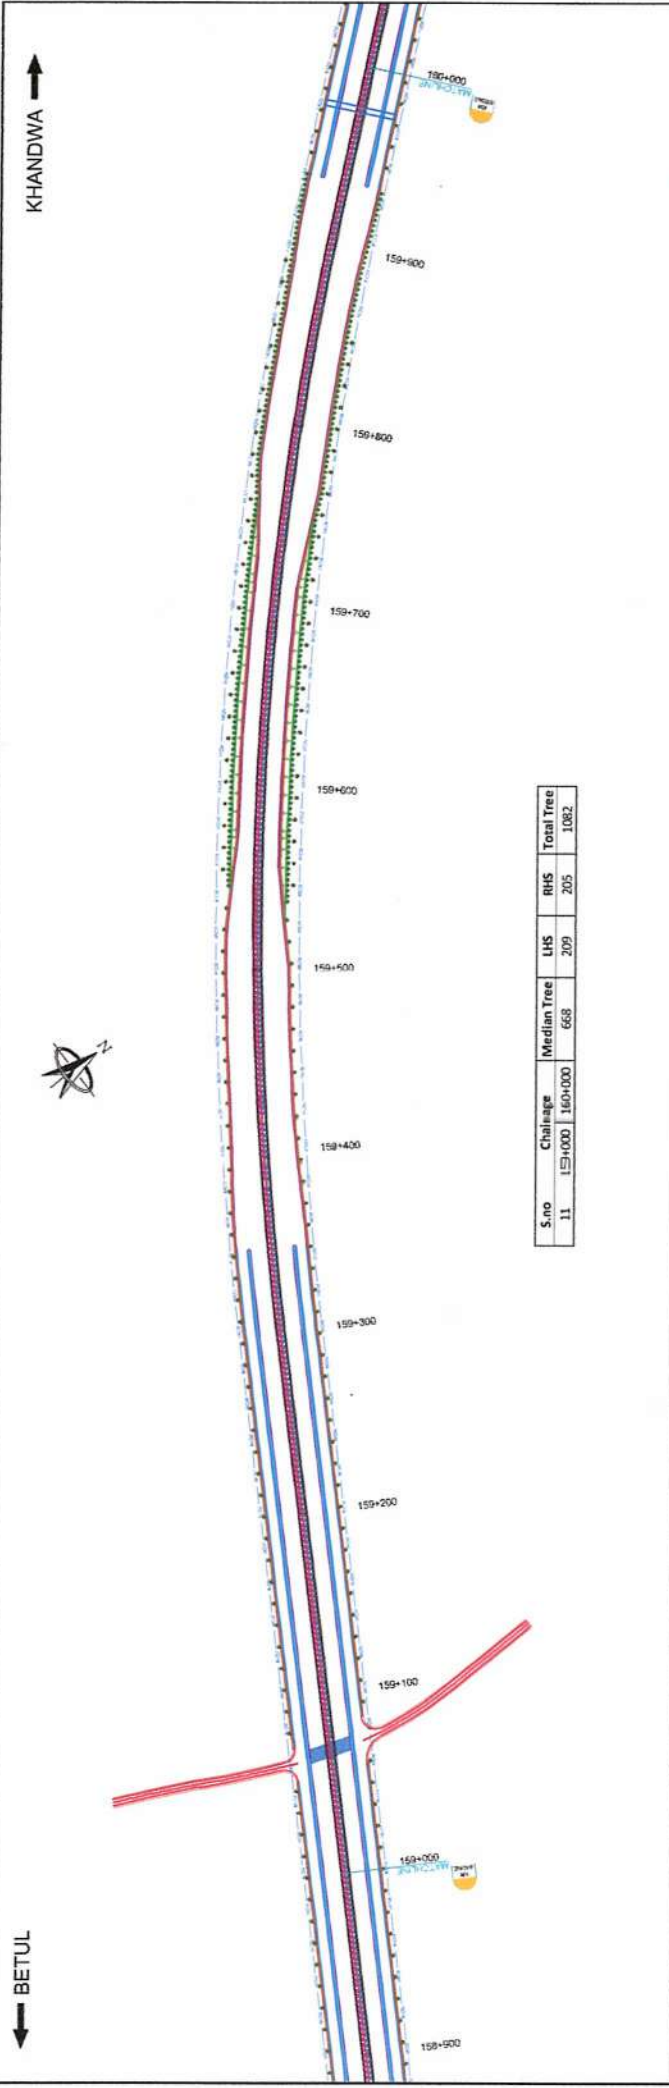 ← BETUL
KHANDWA →
N
158+900
159+000
MATCHLINE
159+100
159+200
159+300
159+400
159+500
159+600
159+700
159+800
159+900
160+000
MATCHLINE
S.no Chainage Median Tree LHS RHS Total Tree
11 159+000 160+000 668 209 205 1082